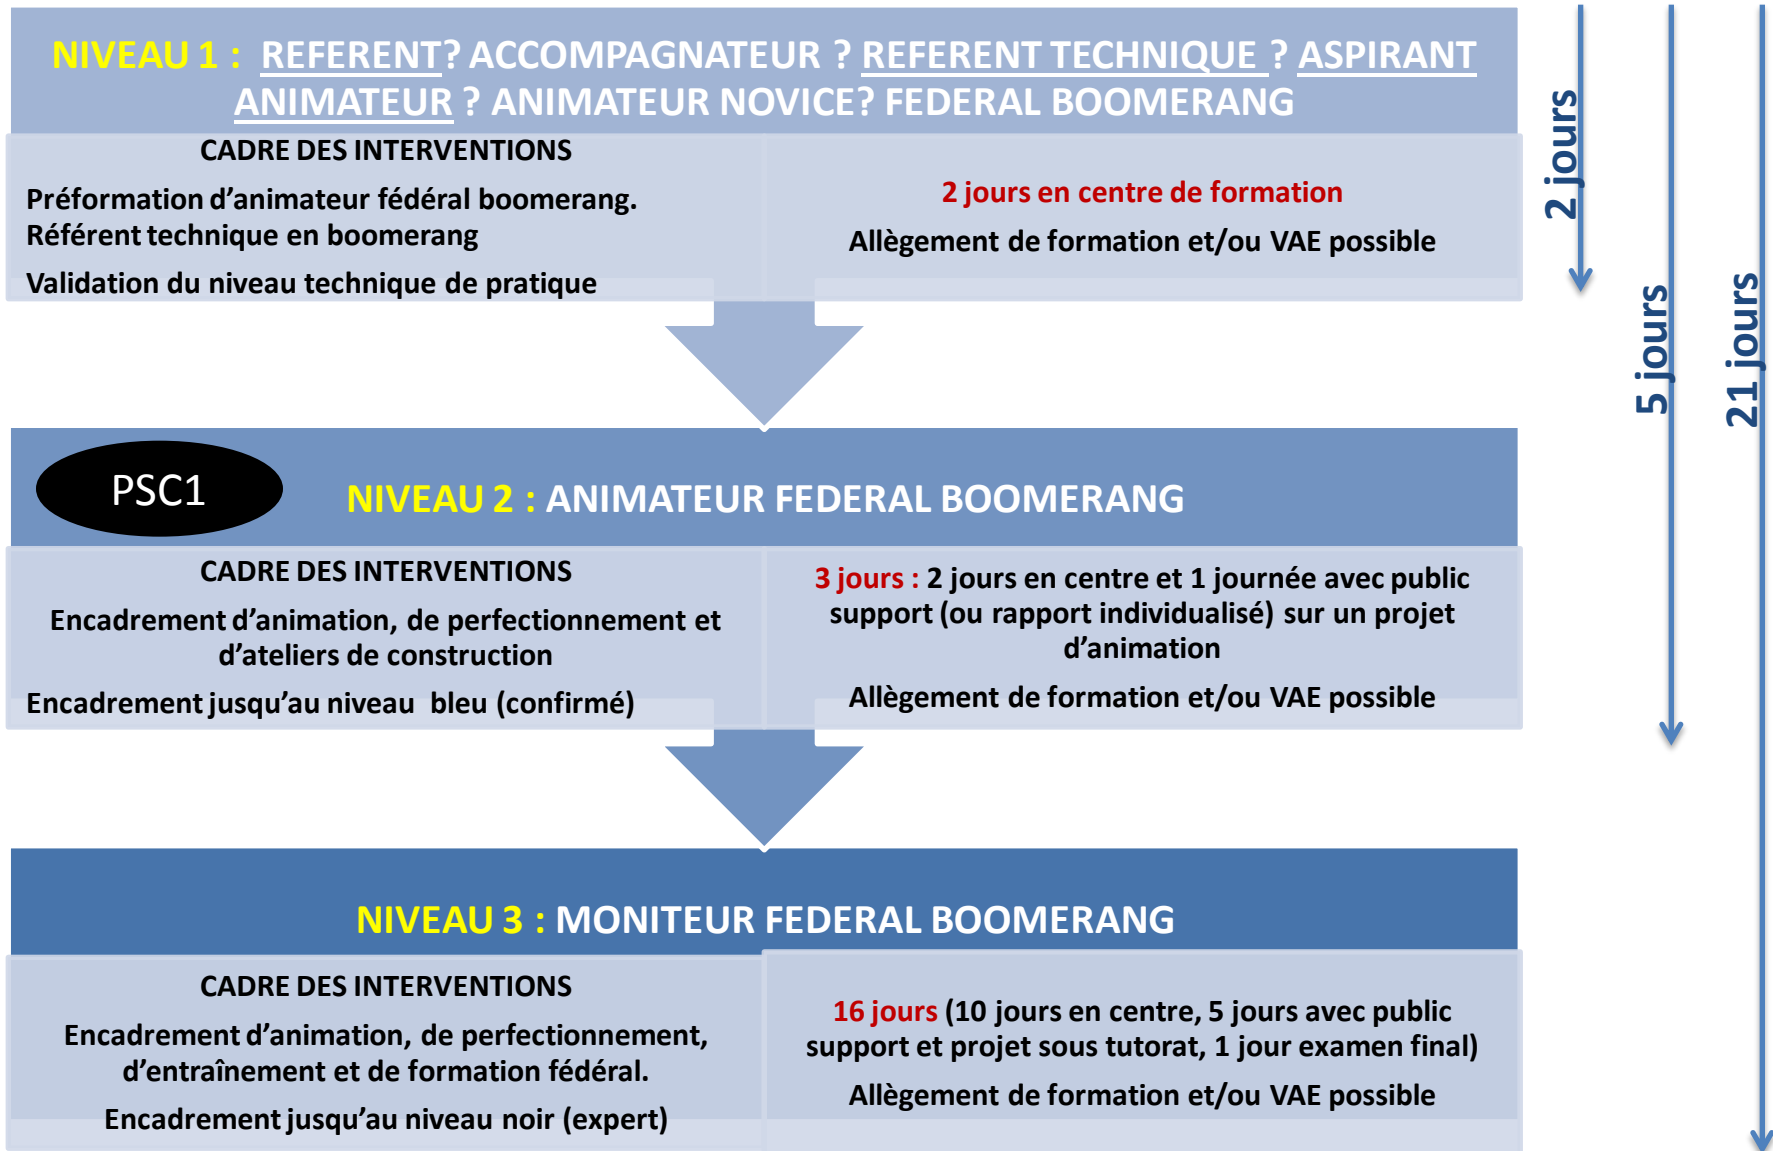 NIVEAU 1 : REFERENT? ACCOMPAGNATEUR ? REFERENT TECHNIQUE ? ASPIRANT
ANIMATEUR ? ANIMATEUR NOVICE? FEDERAL BOOMERANG
CADRE DES INTERVENTIONS
Préformation d’animateur fédéral boomerang.
Référent technique en boomerang
Validation du niveau technique de pratique
2 jours en centre de formation
Allègement de formation et/ou VAE possible
2 jours
5 jours
21 jours
PSC1
NIVEAU 2 : ANIMATEUR FEDERAL BOOMERANG
CADRE DES INTERVENTIONS
Encadrement d’animation, de perfectionnement et
d’ateliers de construction
Encadrement jusqu’au niveau bleu (confirmé)
3 jours : 2 jours en centre et 1 journée avec public
support (ou rapport individualisé) sur un projet
d’animation
Allègement de formation et/ou VAE possible
NIVEAU 3 : MONITEUR FEDERAL BOOMERANG
CADRE DES INTERVENTIONS
Encadrement d’animation, de perfectionnement,
d’entraînement et de formation fédéral.
Encadrement jusqu’au niveau noir (expert)
16 jours (10 jours en centre, 5 jours avec public
support et projet sous tutorat, 1 jour examen final)
Allègement de formation et/ou VAE possible